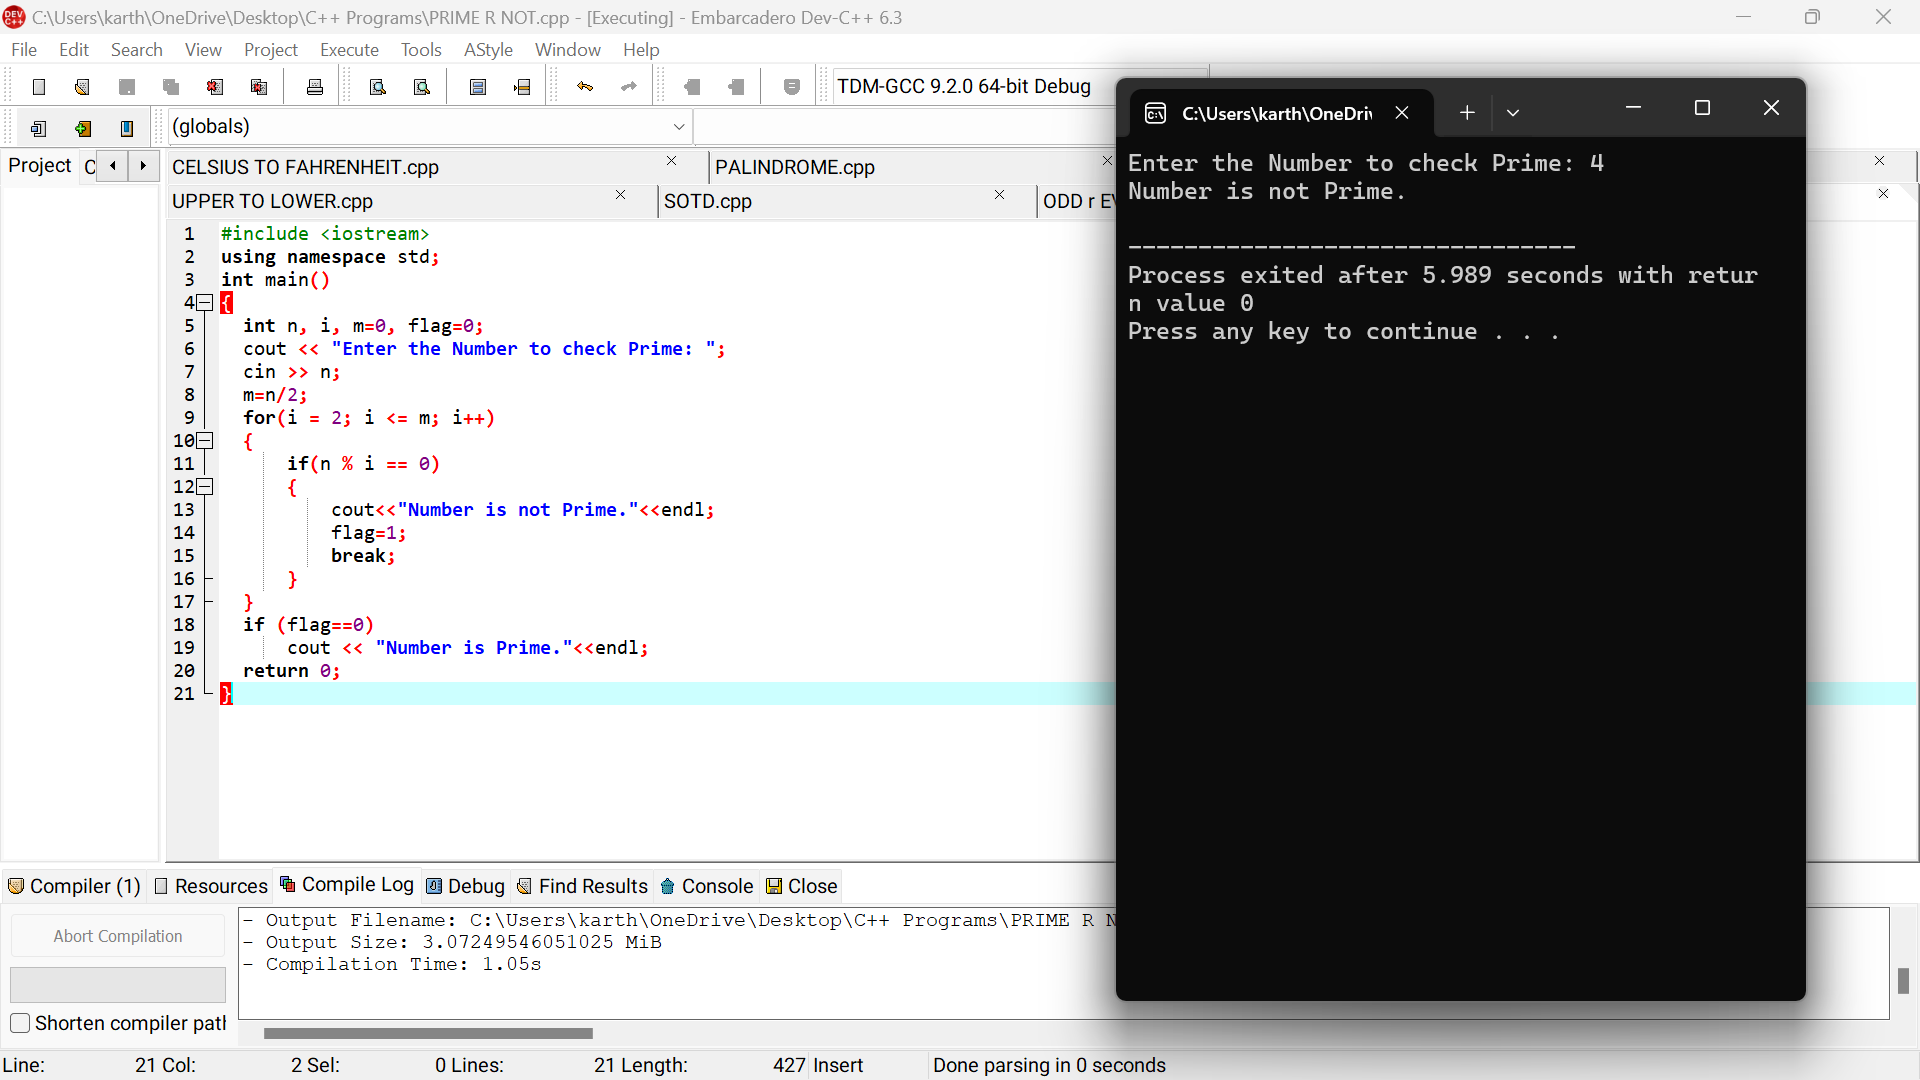 C:\Users\karth\OneDrive\Desktop\C++ Programs\PRIME R NOT.cpp - [Executing] - Embarcadero Dev-C++ 6.3
File Edit Search View Project Execute Tools AStyle Window Help
TDM-GCC 9.2.0 64-bit Debug
(globals)
Project C
CELSIUS TO FAHRENHEIT.cpp PALINDROME.cpp
UPPER TO LOWER.cpp SOTD.cpp ODD r EV
1 #include <iostream>
2 using namespace std;
3 int main()
4 {
5 int n, i, m=0, flag=0;
6 cout << "Enter the Number to check Prime: ";
7 cin >> n;
8 m=n/2;
9 for(i = 2; i <= m; i++)
10 {
11 if(n % i == 0)
12 {
13 cout<<"Number is not Prime."<<endl;
14 flag=1;
15 break;
16 }
17 }
18 if (flag==0)
19 cout << "Number is Prime."<<endl;
20 return 0;
21 }
C:\Users\karth\OneDri
Enter the Number to check Prime: 4
Number is not Prime.
--------------------------------
Process exited after 5.989 seconds with retur
n value 0
Press any key to continue . . .
Compiler (1) Resources Compile Log Debug Find Results Console Close
Abort Compilation
Shorten compiler path
- Output Filename: C:\Users\karth\OneDrive\Desktop\C++ Programs\PRIME R N
- Output Size: 3.07249546051025 MiB
- Compilation Time: 1.05s
Line: 21 Col: 2 Sel: 0 Lines: 21 Length: 427 Insert Done parsing in 0 seconds